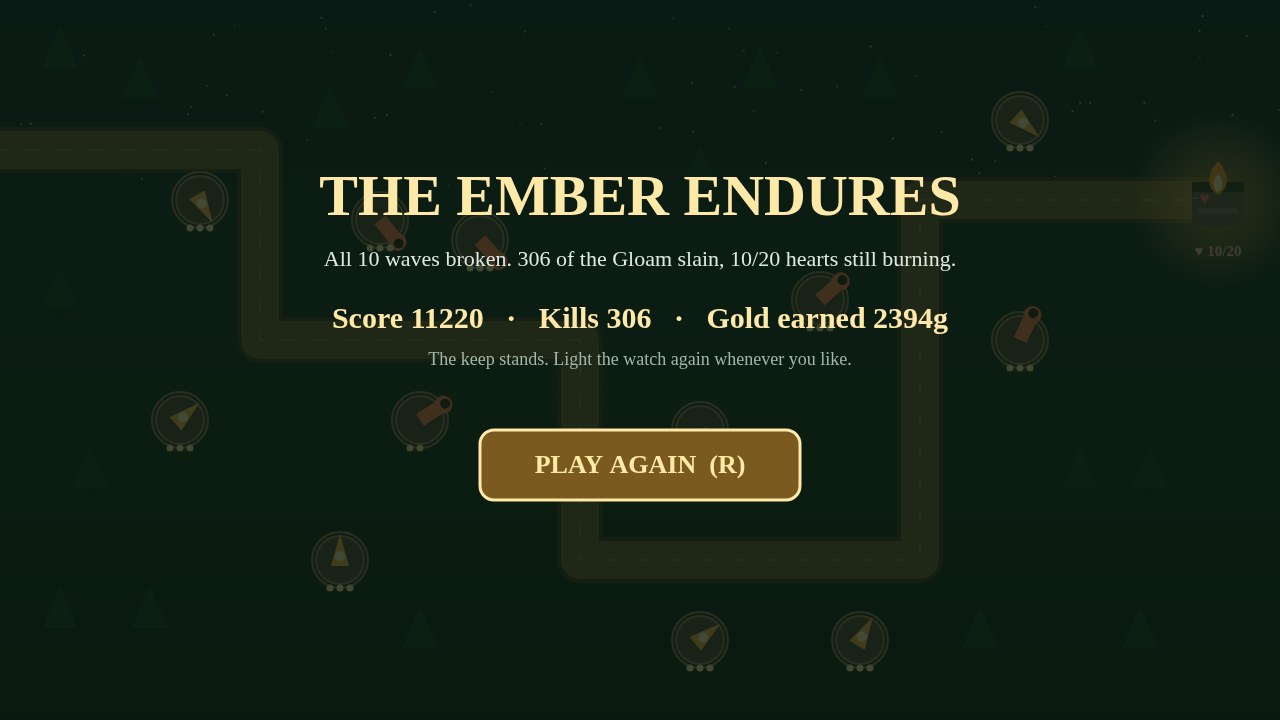 THE EMBER ENDURES
All 10 waves broken. 306 of the Gloam slain, 10/20 hearts still burning.
♥ 10/20
Score 11220 · Kills 306 · Gold earned 2394g
The keep stands. Light the watch again whenever you like.
PLAY AGAIN (R)